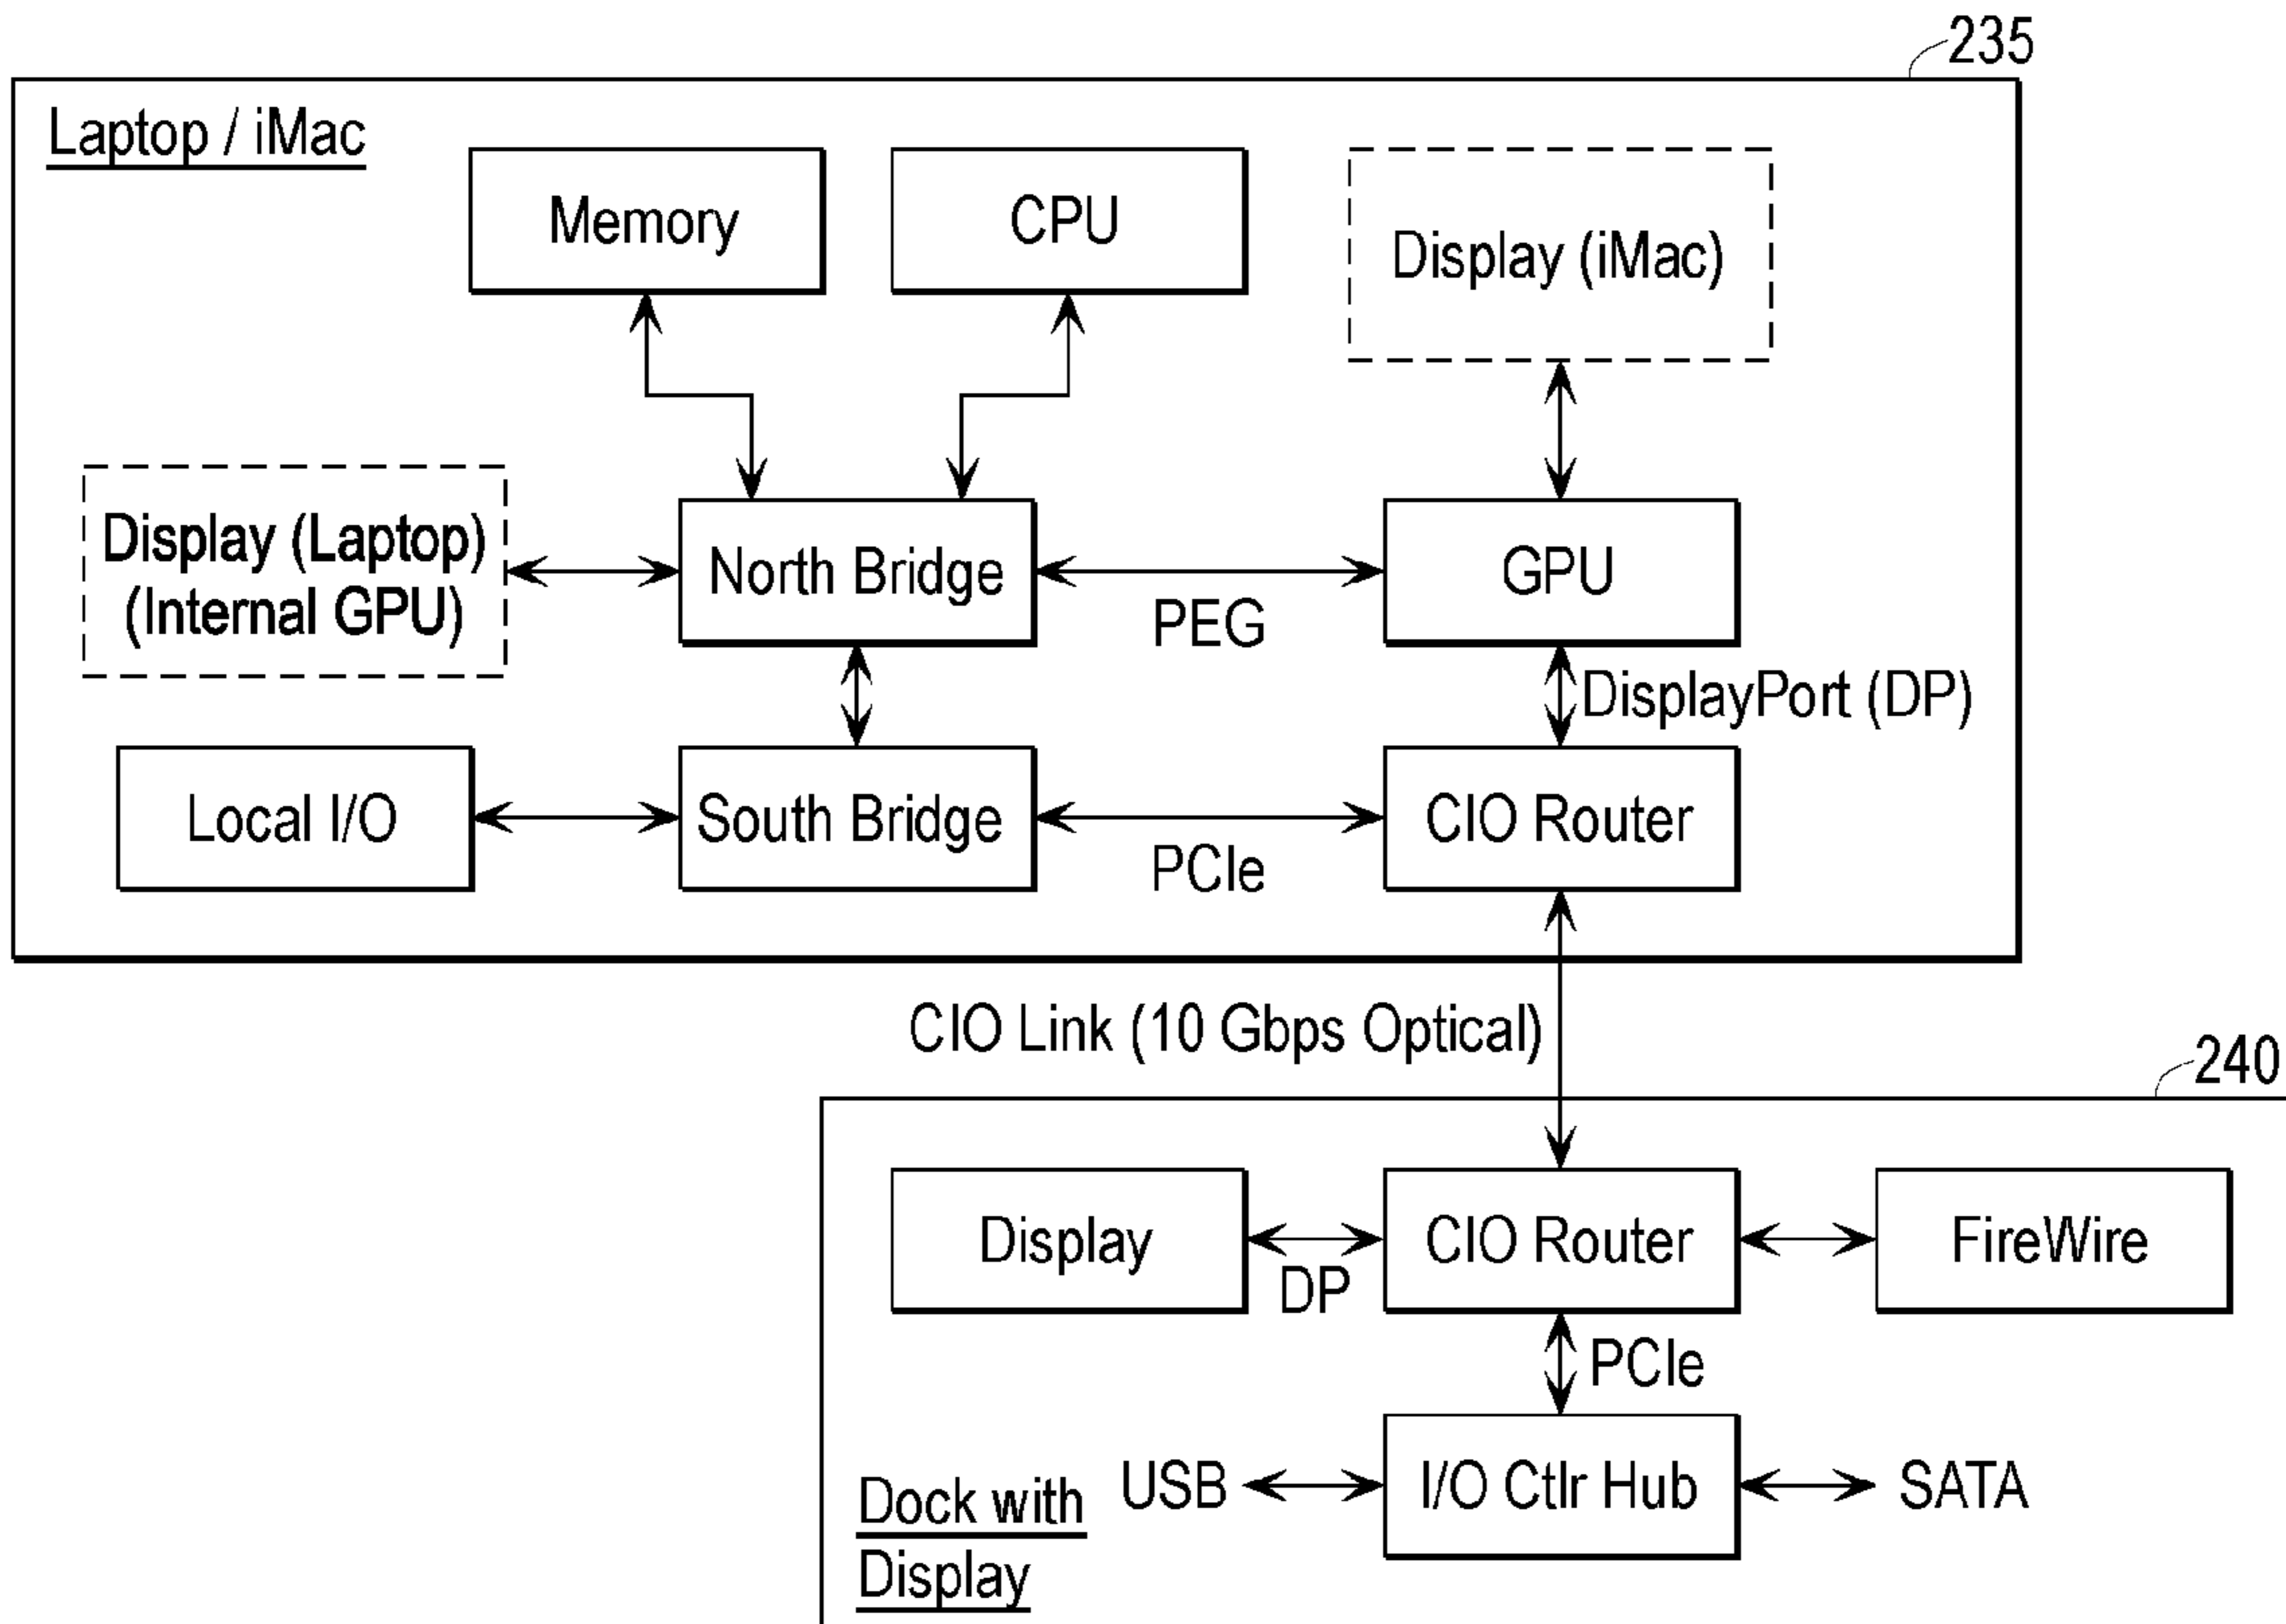 235
Laptop / iMac
Memory
CPU
Display (iMac)
Display (Laptop)
(Internal GPU)
North Bridge
PEG
GPU
DisplayPort (DP)
Local I/O
South Bridge
PCIe
CIO Router
CIO Link (10 Gbps Optical)
240
Display
DP
CIO Router
FireWire
PCIe
USB
I/O Ctlr Hub
SATA
Dock with
Display